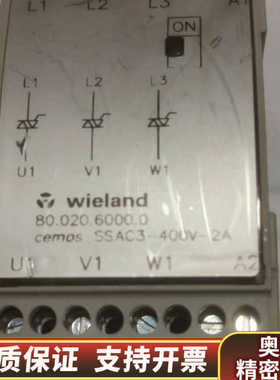 L1 L2 L3 A1
ON
L1 L2 L3
U1 V1 W1
wieland
80.020.6000.0
cemos SSAC3-400V-2A
U1 V1 W1 A2
质保证 支持开票
奥
精密